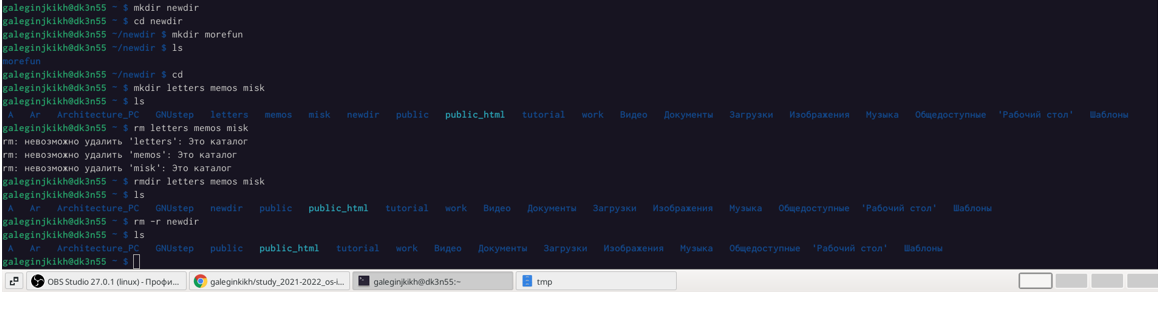 galeginjkikh@dk3n55 ~ $ mkdir newdir
galeginjkikh@dk3n55 ~ $ cd newdir
galeginjkikh@dk3n55 ~/newdir $ mkdir morefun
galeginjkikh@dk3n55 ~/newdir $ ls
morefun
galeginjkikh@dk3n55 ~/newdir $ cd
galeginjkikh@dk3n55 ~ $ mkdir letters memos misk
galeginjkikh@dk3n55 ~ $ ls
A Ar Architecture_PC GNUstep letters memos misk newdir public public_html tutorial work Видео Документы Загрузки Изображения Музыка Общедоступные 'Рабочий стол' Шаблоны
galeginjkikh@dk3n55 ~ $ rm letters memos misk
rm: невозможно удалить 'letters': Это каталог
rm: невозможно удалить 'memos': Это каталог
rm: невозможно удалить 'misk': Это каталог
galeginjkikh@dk3n55 ~ $ rmdir letters memos misk
galeginjkikh@dk3n55 ~ $ ls
A Ar Architecture_PC GNUstep newdir public public_html tutorial work Видео Документы Загрузки Изображения Музыка Общедоступные 'Рабочий стол' Шаблоны
galeginjkikh@dk3n55 ~ $ rm -r newdir
galeginjkikh@dk3n55 ~ $ ls
A Ar Architecture_PC GNUstep public public_html tutorial work Видео Документы Загрузки Изображения Музыка Общедоступные 'Рабочий стол' Шаблоны
galeginjkikh@dk3n55 ~ $
OBS Studio 27.0.1 (linux) - Профи... galeginkikh/study_2021-2022_os-i... galeginjkikh@dk3n55:~ tmp